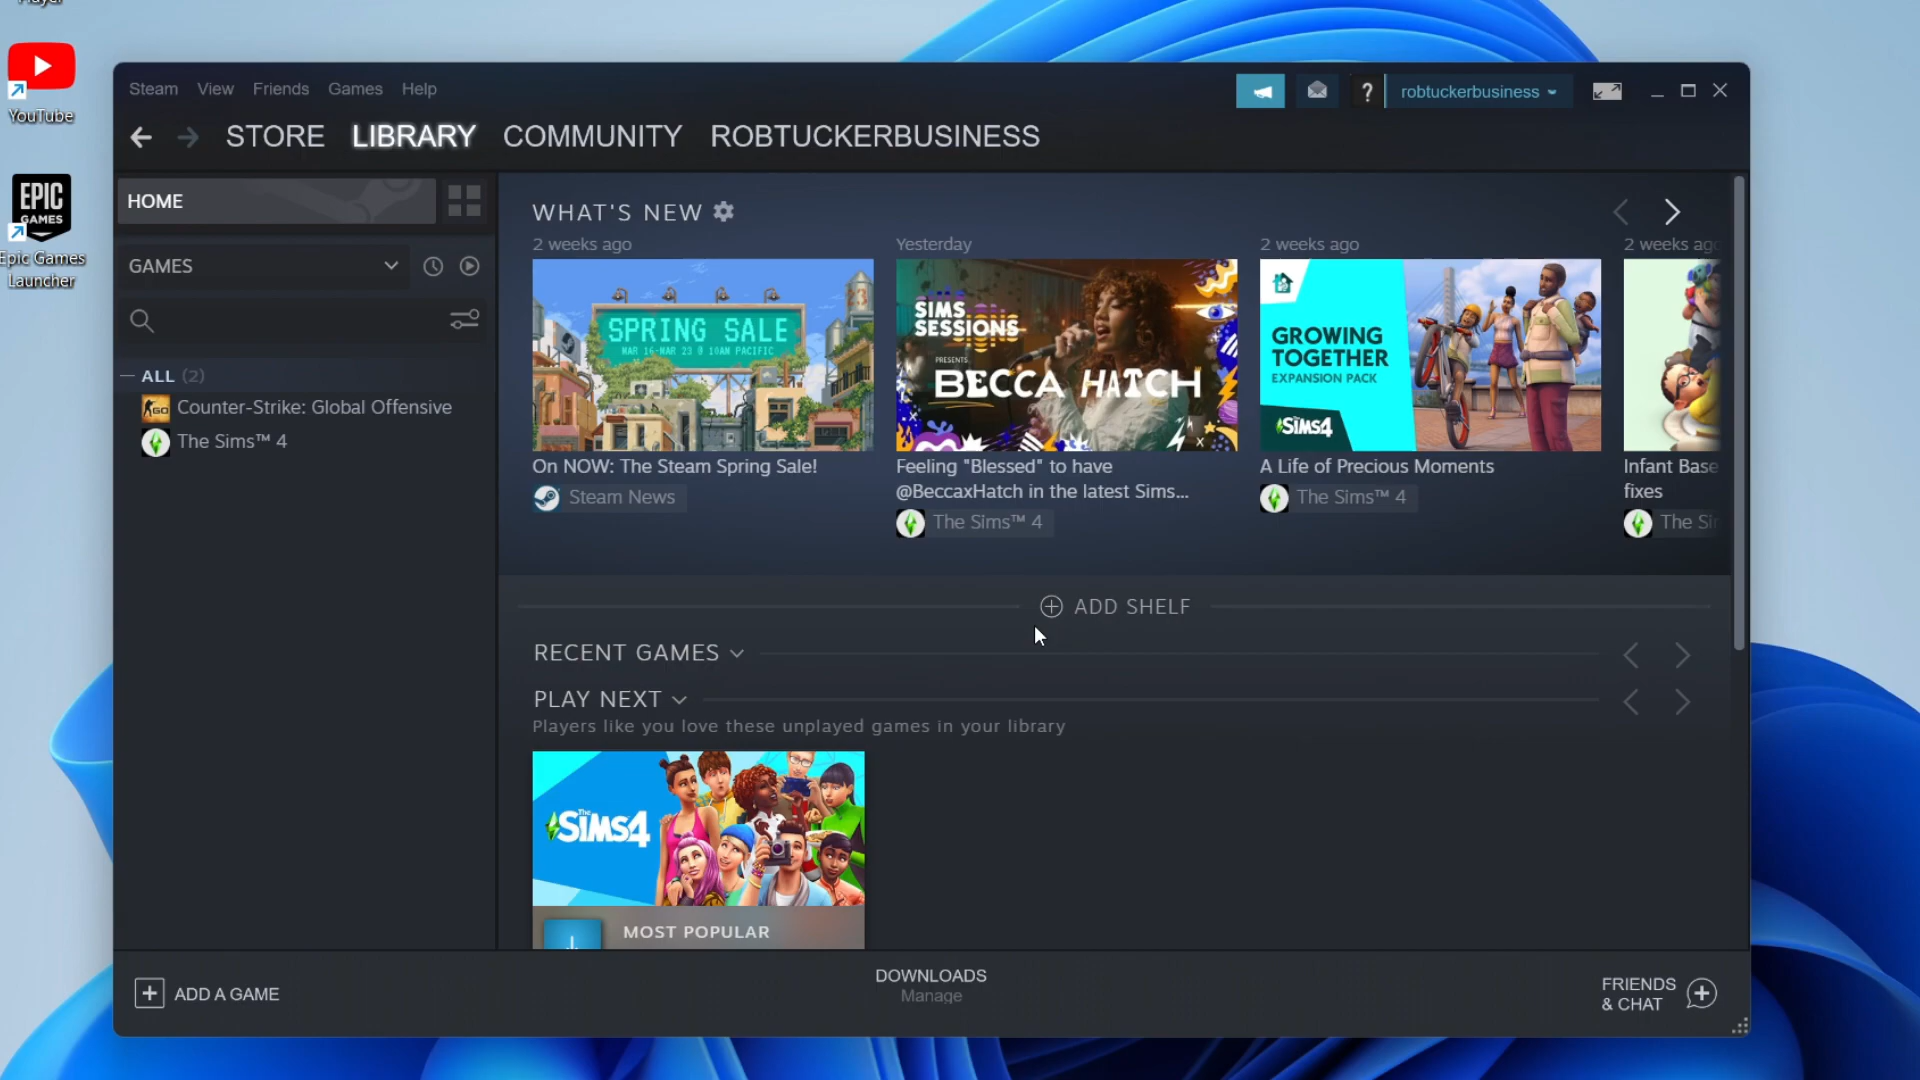 Player
YouTube
EPIC
GAMES
Epic Games
Launcher
Steam View Friends Games Help
? robtuckerbusiness
STORE LIBRARY COMMUNITY ROBTUCKERBUSINESS
HOME
GAMES
ALL (2)
Counter-Strike: Global Offensive
The Sims™ 4
WHAT'S NEW
2 weeks ago
SPRING SALE
MAR 16-MAR 23 @ 10AM PACIFIC
On NOW: The Steam Spring Sale!
Steam News
Yesterday
SIMS
SESSIONS
PRESENTS
BECCA HATCH
Feeling "Blessed" to have
@BeccaxHatch in the latest Sims...
The Sims™ 4
2 weeks ago
GROWING
TOGETHER
EXPANSION PACK
The SIMS4
A Life of Precious Moments
The Sims™ 4
2 weeks ago
Infant Base
fixes
The Si
ADD SHELF
RECENT GAMES
PLAY NEXT
Players like you love these unplayed games in your library
The SIMS4
MOST POPULAR
ADD A GAME
DOWNLOADS
Manage
FRIENDS
& CHAT